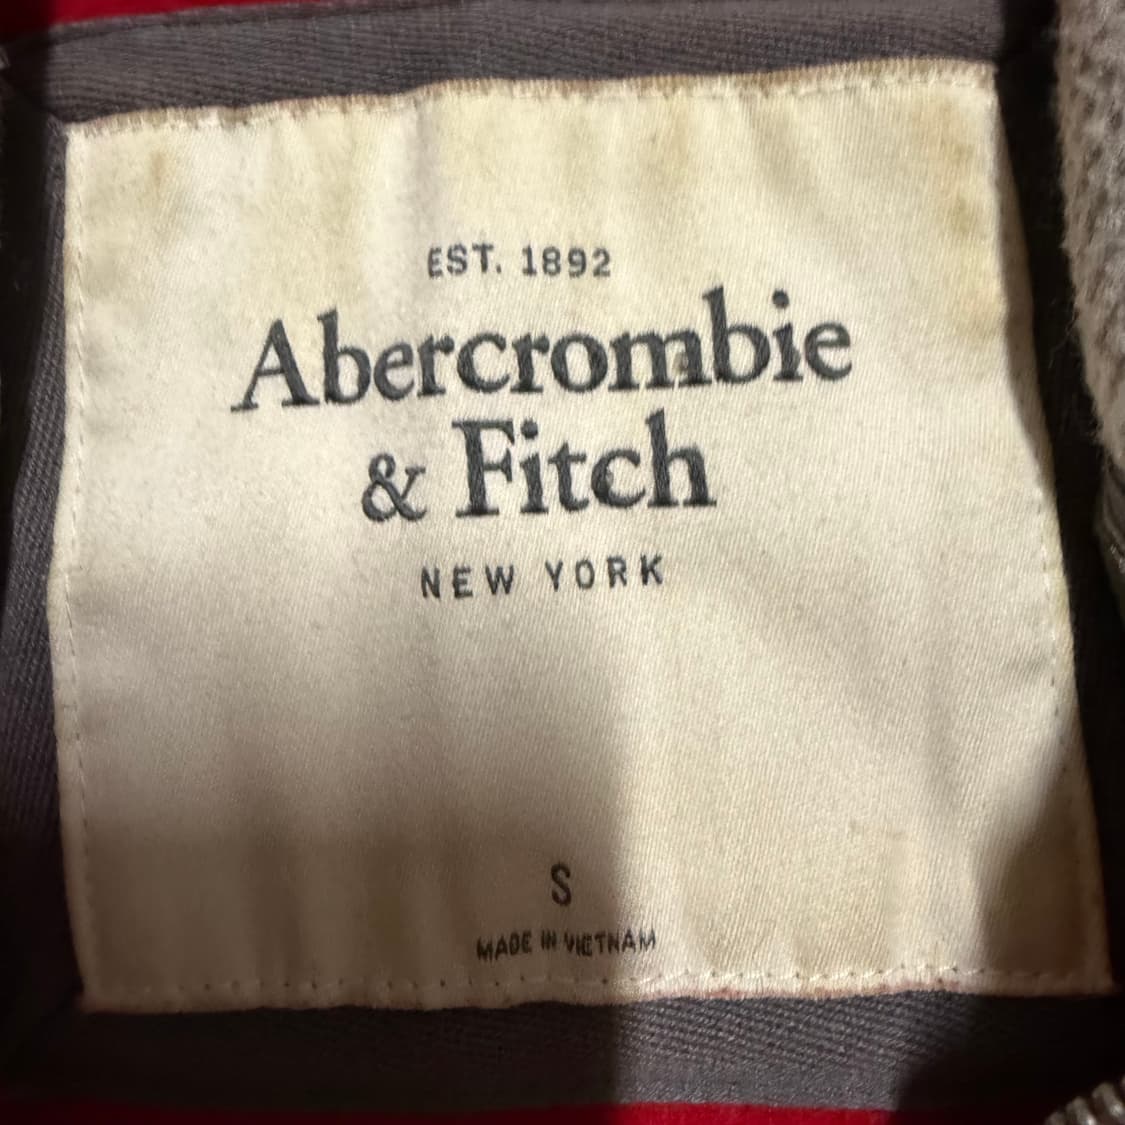 EST. 1892
Abercrombie
& Fitch
NEW YORK
S
MADE IN VIETNAM